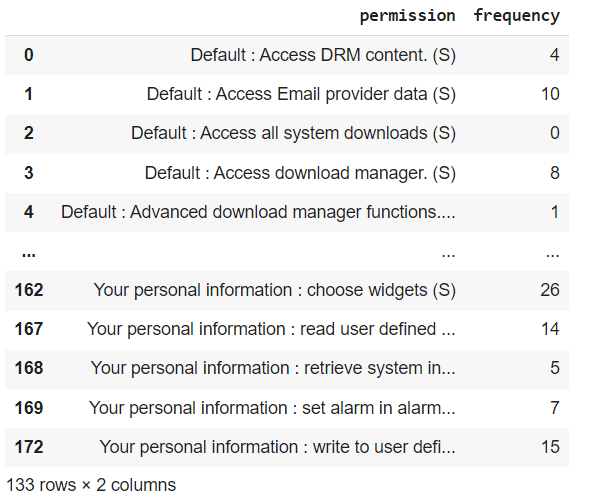 permission frequency
0 Default : Access DRM content. (S) 4
1 Default : Access Email provider data (S) 10
2 Default : Access all system downloads (S) 0
3 Default : Access download manager. (S) 8
4 Default : Advanced download manager functions.... 1
... ... ...
162 Your personal information : choose widgets (S) 26
167 Your personal information : read user defined ... 14
168 Your personal information : retrieve system in... 5
169 Your personal information : set alarm in alarm... 7
172 Your personal information : write to user defi... 15
133 rows × 2 columns